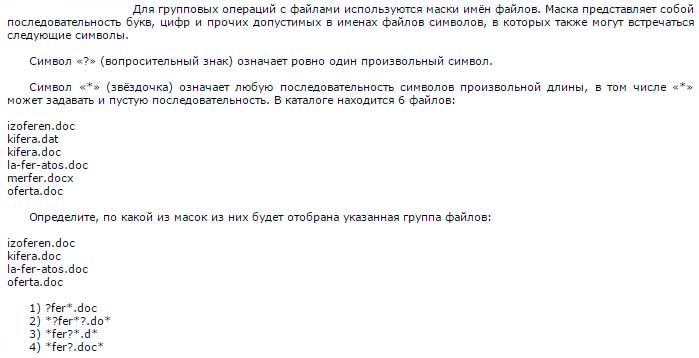 Для групповых операций с файлами используются маски имён файлов. Маска представляет собой
последовательность букв, цифр и прочих допустимых в именах файлов символов, в которых также могут встречаться
следующие символы.
Символ «?» (вопросительный знак) означает ровно один произвольный символ.
Символ «*» (звёздочка) означает любую последовательность символов произвольной длины, в том числе «*»
может задавать и пустую последовательность. В каталоге находится 6 файлов:
izoferen.doc
kifera.dat
kifera.doc
la-fer-atos.doc
merfer.docx
oferta.doc
Определите, по какой из масок из них будет отобрана указанная группа файлов:
izoferen.doc
kifera.doc
la-fer-atos.doc
oferta.doc
1) ?fer*.doc
2) *?fer*?.do*
3) *fer?*.d*
4) *fer?.doc*